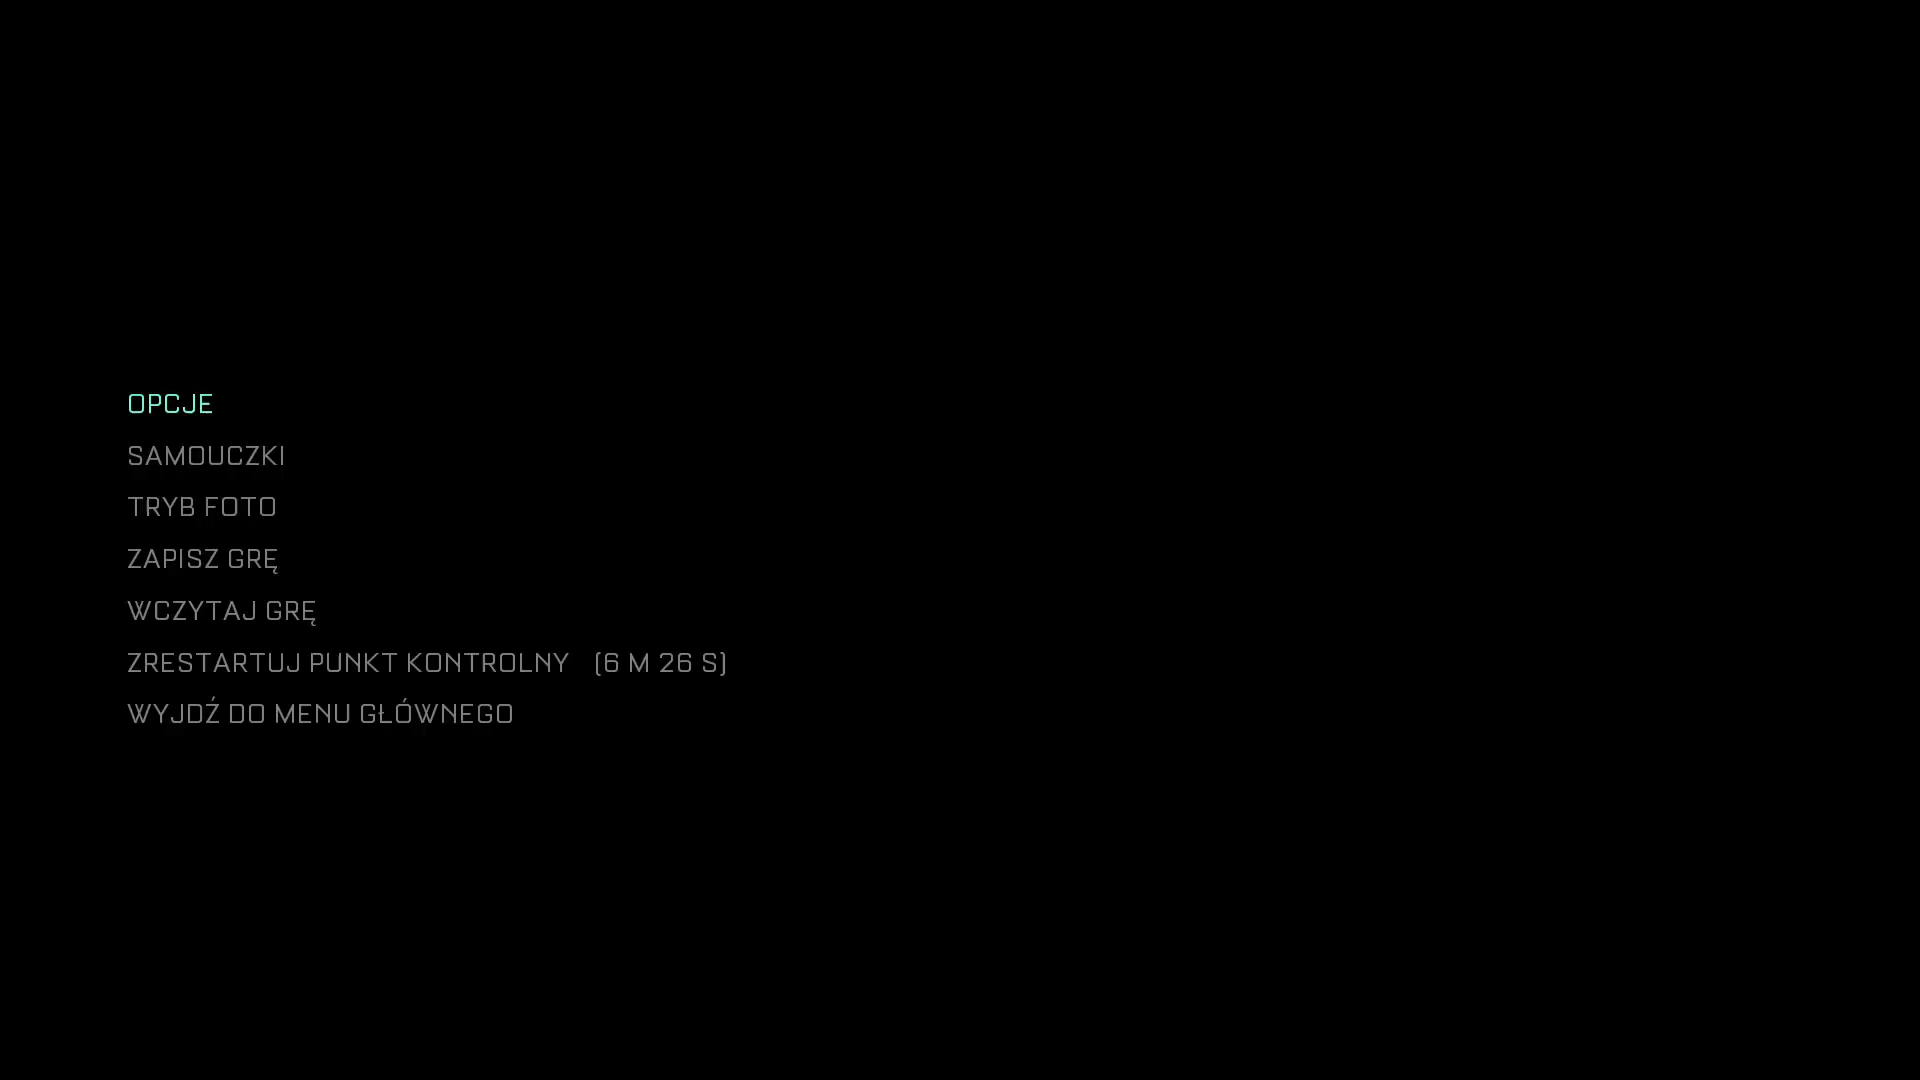 OPCJE
SAMOUCZKI
TRYB FOTO
ZAPISZ GRĘ
WCZYTAJ GRĘ
ZRESTARTUJ PUNKT KONTROLNY (6 M 26 S)
WYJDŹ DO MENU GŁÓWNEGO